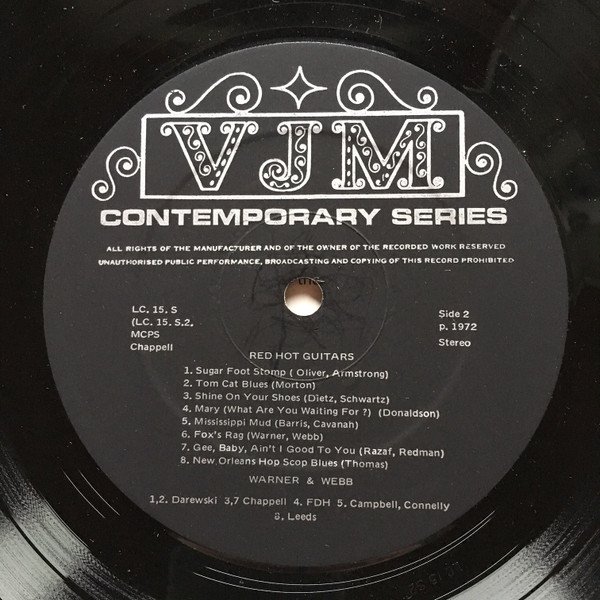 VJM
CONTEMPORARY SERIES
ALL RIGHTS OF THE MANUFACTURER AND OF THE OWNER OF THE RECORDED WORK RESERVED
UNAUTHORISED PUBLIC PERFORMANCE, BROADCASTING AND COPYING OF THIS RECORD PROHIBITED
LC. 15. S
(LC. 15. S.2.
MCPS
Chappell
Side 2
p. 1972
Stereo
RED HOT GUITARS
1. Sugar Foot Stomp ( Oliver, Armstrong)
2. Tom Cat Blues (Morton)
3. Shine On Your Shoes (Dietz, Schwartz)
4. Mary (What Are You Waiting For ?) (Donaldson)
5. Mississippi Mud (Barris, Cavanah)
6. Fox's Rag (Warner, Webb)
7. Gee, Baby, Ain't I Good To You (Razaf, Redman)
8. New Orleans Hop Scop Blues (Thomas)
WARNER & WEBB
1,2. Darewski 3,7 Chappell 4. FDH 5. Campbell, Connelly
8. Leeds